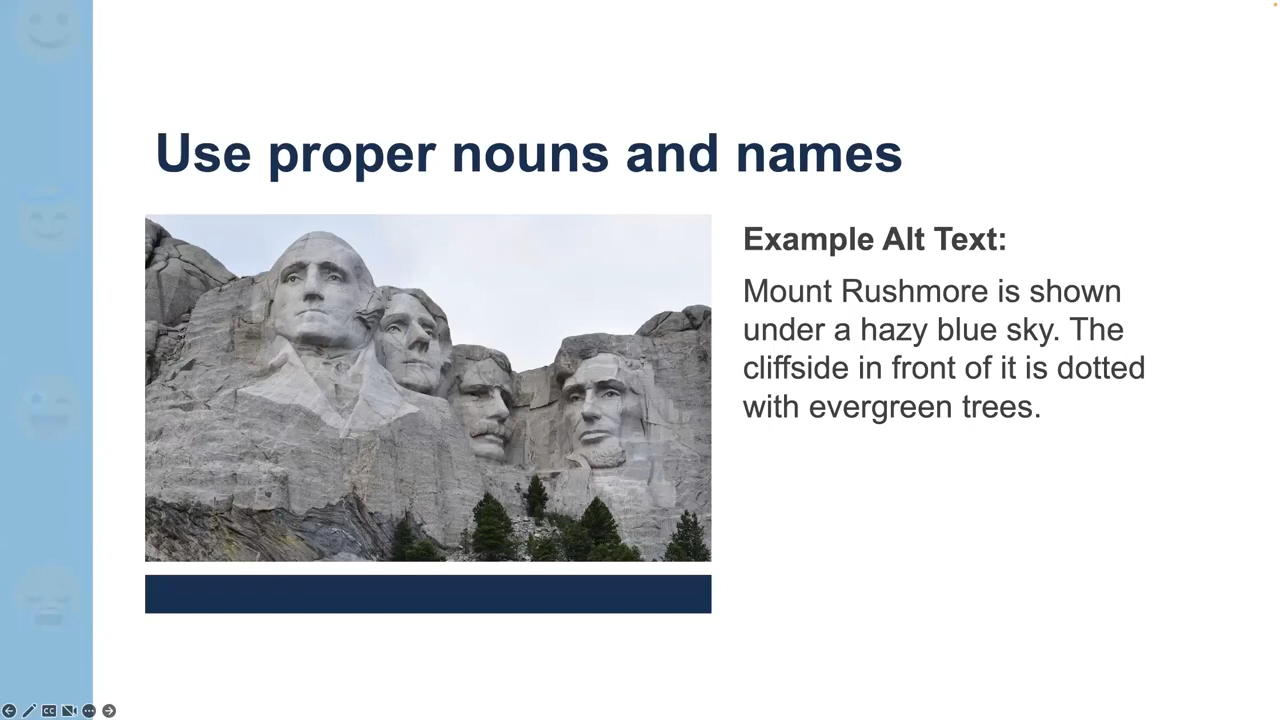 Use proper nouns and names
Example Alt Text:
Mount Rushmore is shown
under a hazy blue sky. The
cliffside in front of it is dotted
with evergreen trees.
CC